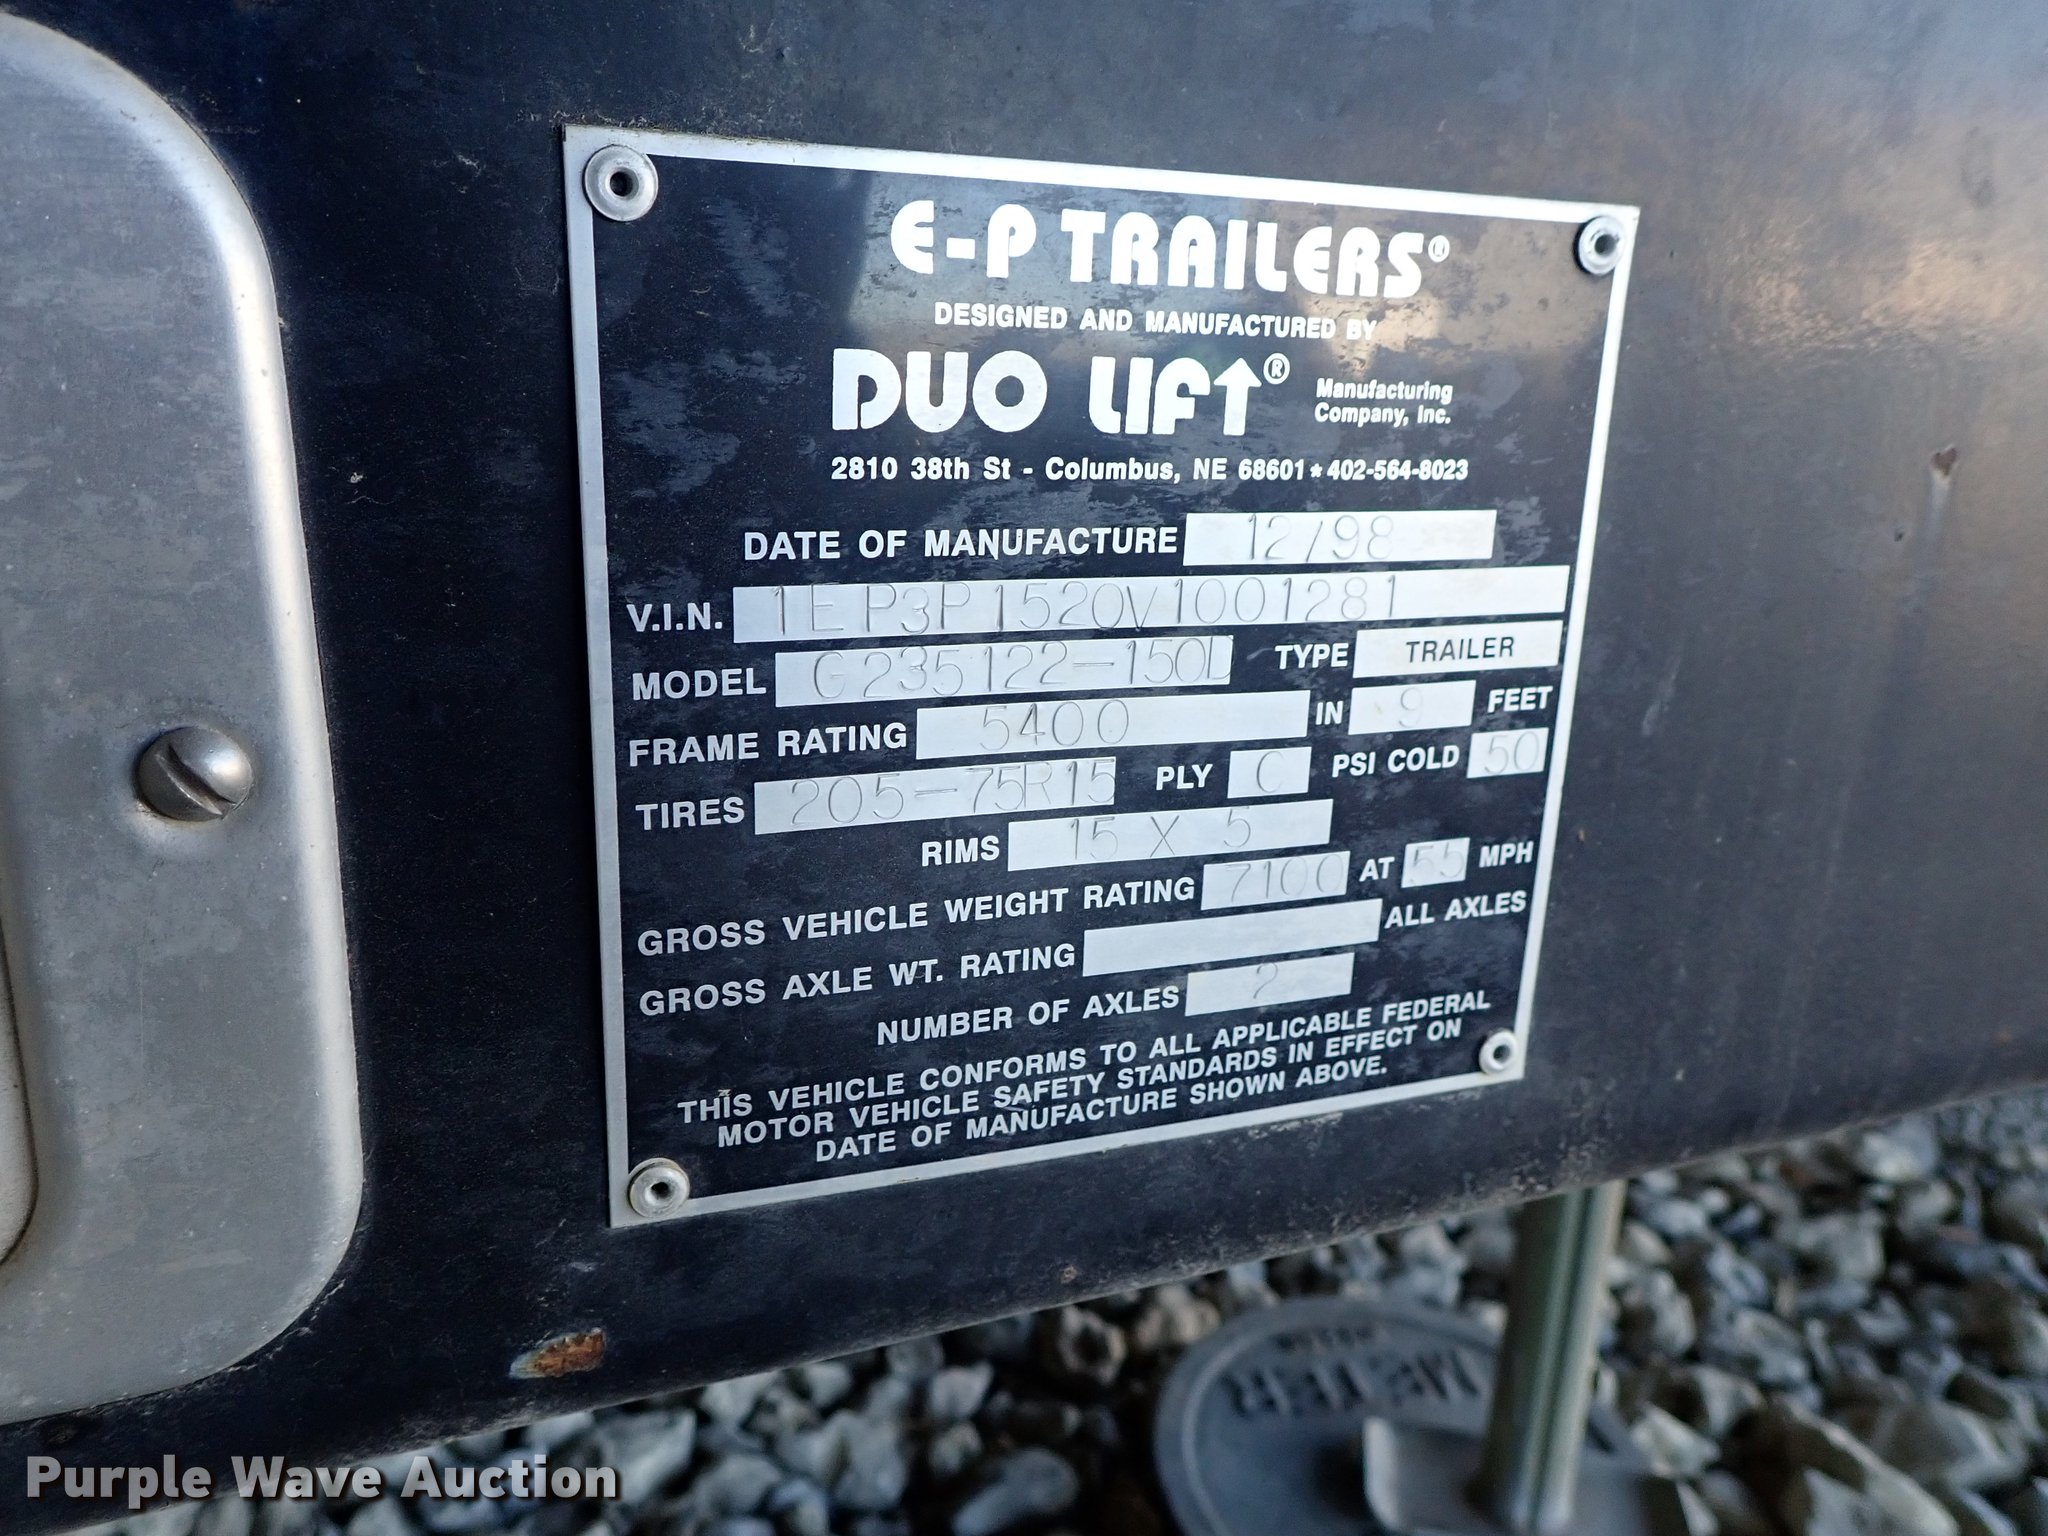 E-P TRAILERS®
DESIGNED AND MANUFACTURED BY
DUO LIFT® Manufacturing Company, Inc.
2810 38th St - Columbus, NE 68601 * 402-564-8023
DATE OF MANUFACTURE 12/98
V.I.N. 1EP3P1520V1001281
MODEL G235122-150D TYPE TRAILER
FRAME RATING 5400 IN 9 FEET
TIRES 205-75R15 PLY C PSI COLD 50
RIMS 15 X 5
GROSS VEHICLE WEIGHT RATING 7100 AT 55 MPH
GROSS AXLE WT. RATING ALL AXLES
NUMBER OF AXLES 2
THIS VEHICLE CONFORMS TO ALL APPLICABLE FEDERAL
MOTOR VEHICLE SAFETY STANDARDS IN EFFECT ON
DATE OF MANUFACTURE SHOWN ABOVE.
METER
Purple Wave Auction